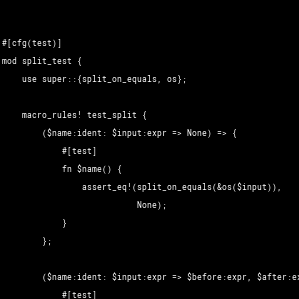 #[cfg(test)]
mod split_test {
    use super::{split_on_equals, os};

    macro_rules! test_split {
        ($name:ident: $input:expr => None) => {
            #[test]
            fn $name() {
                assert_eq!(split_on_equals(&os($input)),
                           None);
            }
        };

        ($name:ident: $input:expr => $before:expr, $after:ex
            #[test]